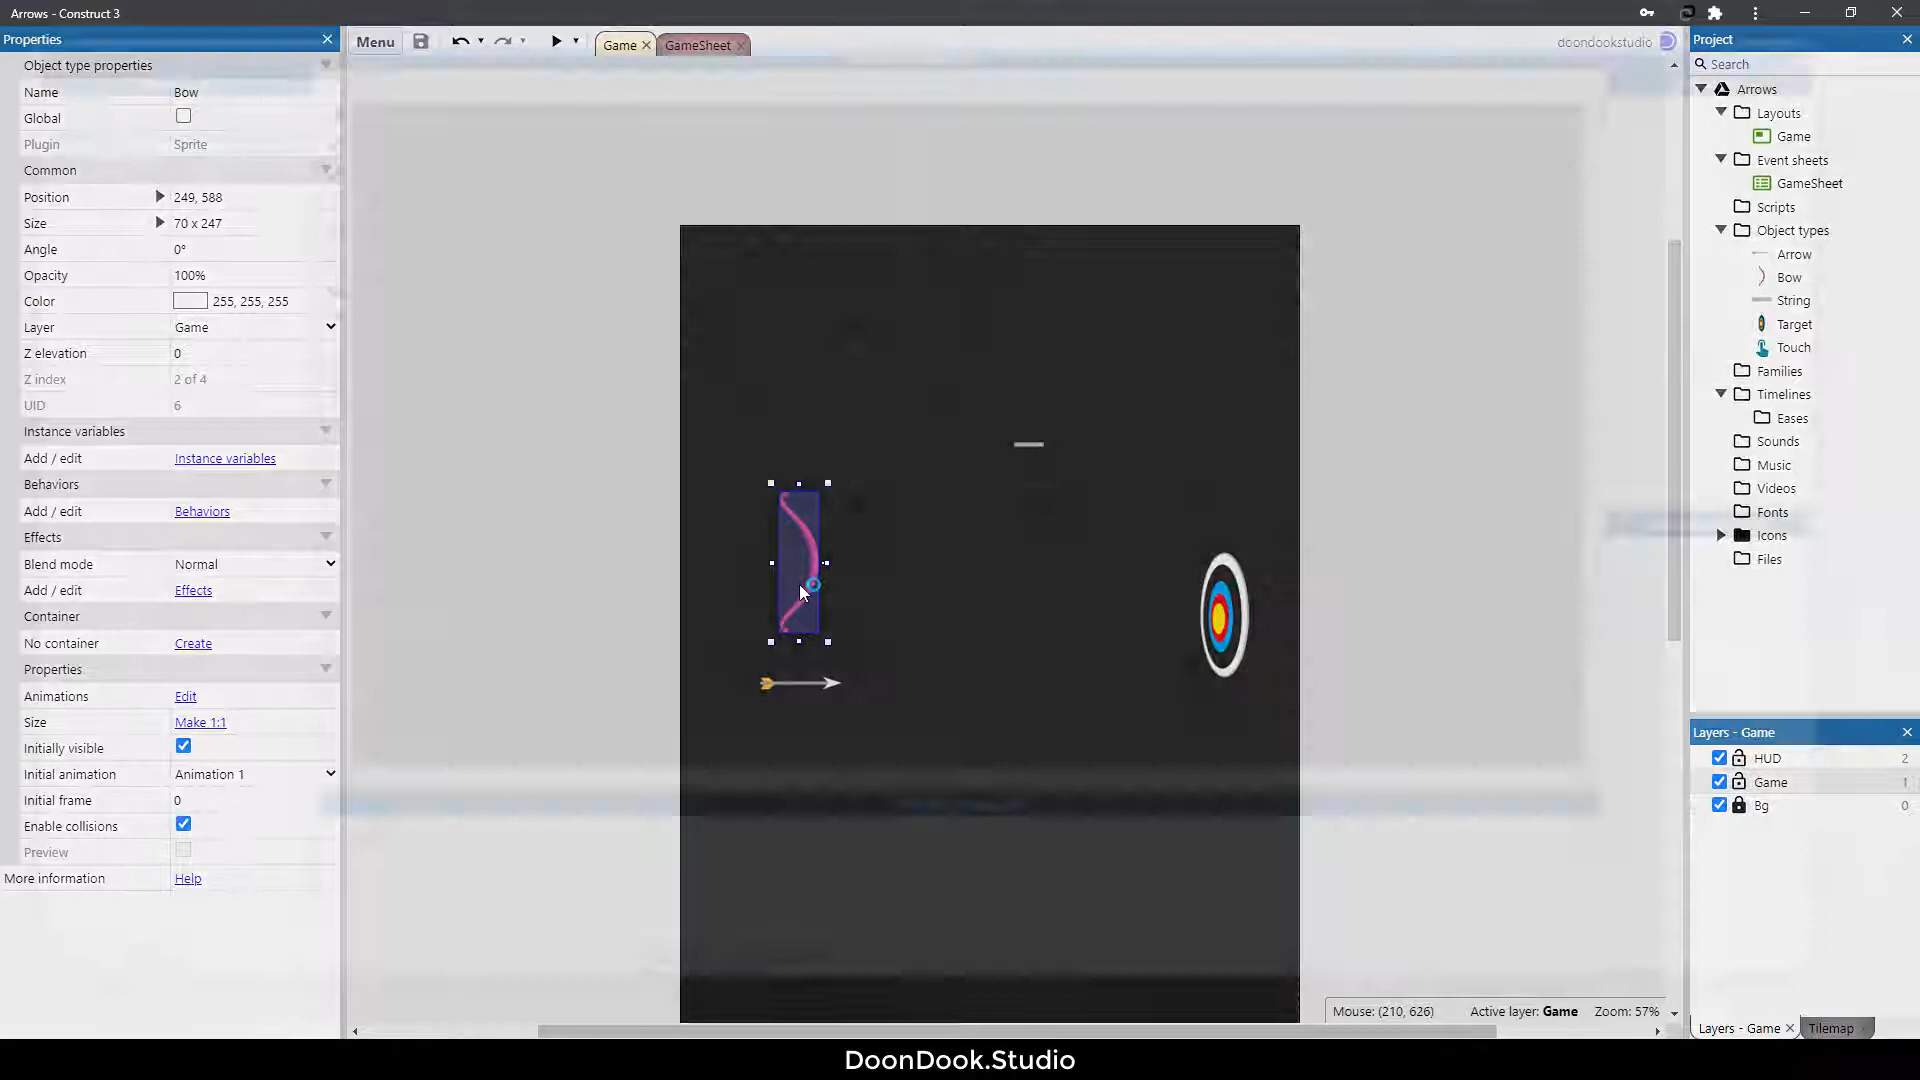 Arrows - Construct 3
Properties
Object type properties
Name Bow
Global
Plugin Sprite
Common
Position 249, 588
Size 70 x 247
Angle 0°
Opacity 100%
Color 255, 255, 255
Layer Game
Z elevation 0
Z index 2 of 4
UID 6
Instance variables
Add / edit Instance variables
Behaviors
Add / edit Behaviors
Effects
Blend mode Normal
Add / edit Effects
Container
No container Create
Properties
Animations Edit
Size Make 1:1
Initially visible
Initial animation Animation 1
Initial frame 0
Enable collisions
Preview
More information Help
Menu
Game
GameSheet
doondookstudio
Mouse: (210, 626) Active layer: Game Zoom: 57%
Project
Search
Arrows
Layouts
Game
Event sheets
GameSheet
Scripts
Object types
Arrow
Bow
String
Target
Touch
Families
Timelines
Eases
Sounds
Music
Videos
Fonts
Icons
Files
Layers - Game
HUD 2
Game 1
Bg 0
Layers - Game Tilemap
DoonDook.Studio